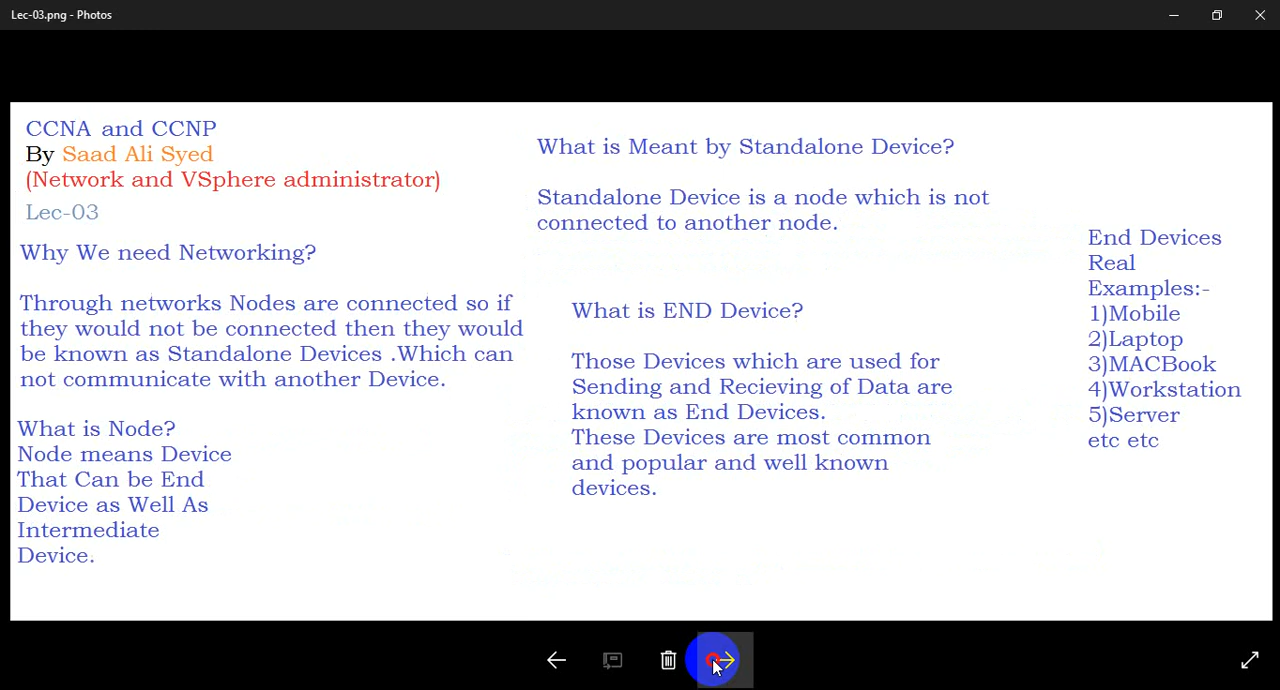 Lec-03.png - Photos
CCNA and CCNP
By Saad Ali Syed
(Network and VSphere administrator)
Lec-03
Why We need Networking?
Through networks Nodes are connected so if
they would not be connected then they would
be known as Standalone Devices .Which can
not communicate with another Device.
What is Node?
Node means Device
That Can be End
Device as Well As
Intermediate
Device.
What is Meant by Standalone Device?
Standalone Device is a node which is not
connected to another node.
What is END Device?
Those Devices which are used for
Sending and Recieving of Data are
known as End Devices.
These Devices are most common
and popular and well known
devices.
End Devices
Real
Examples:-
1)Mobile
2)Laptop
3)MACBook
4)Workstation
5)Server
etc etc